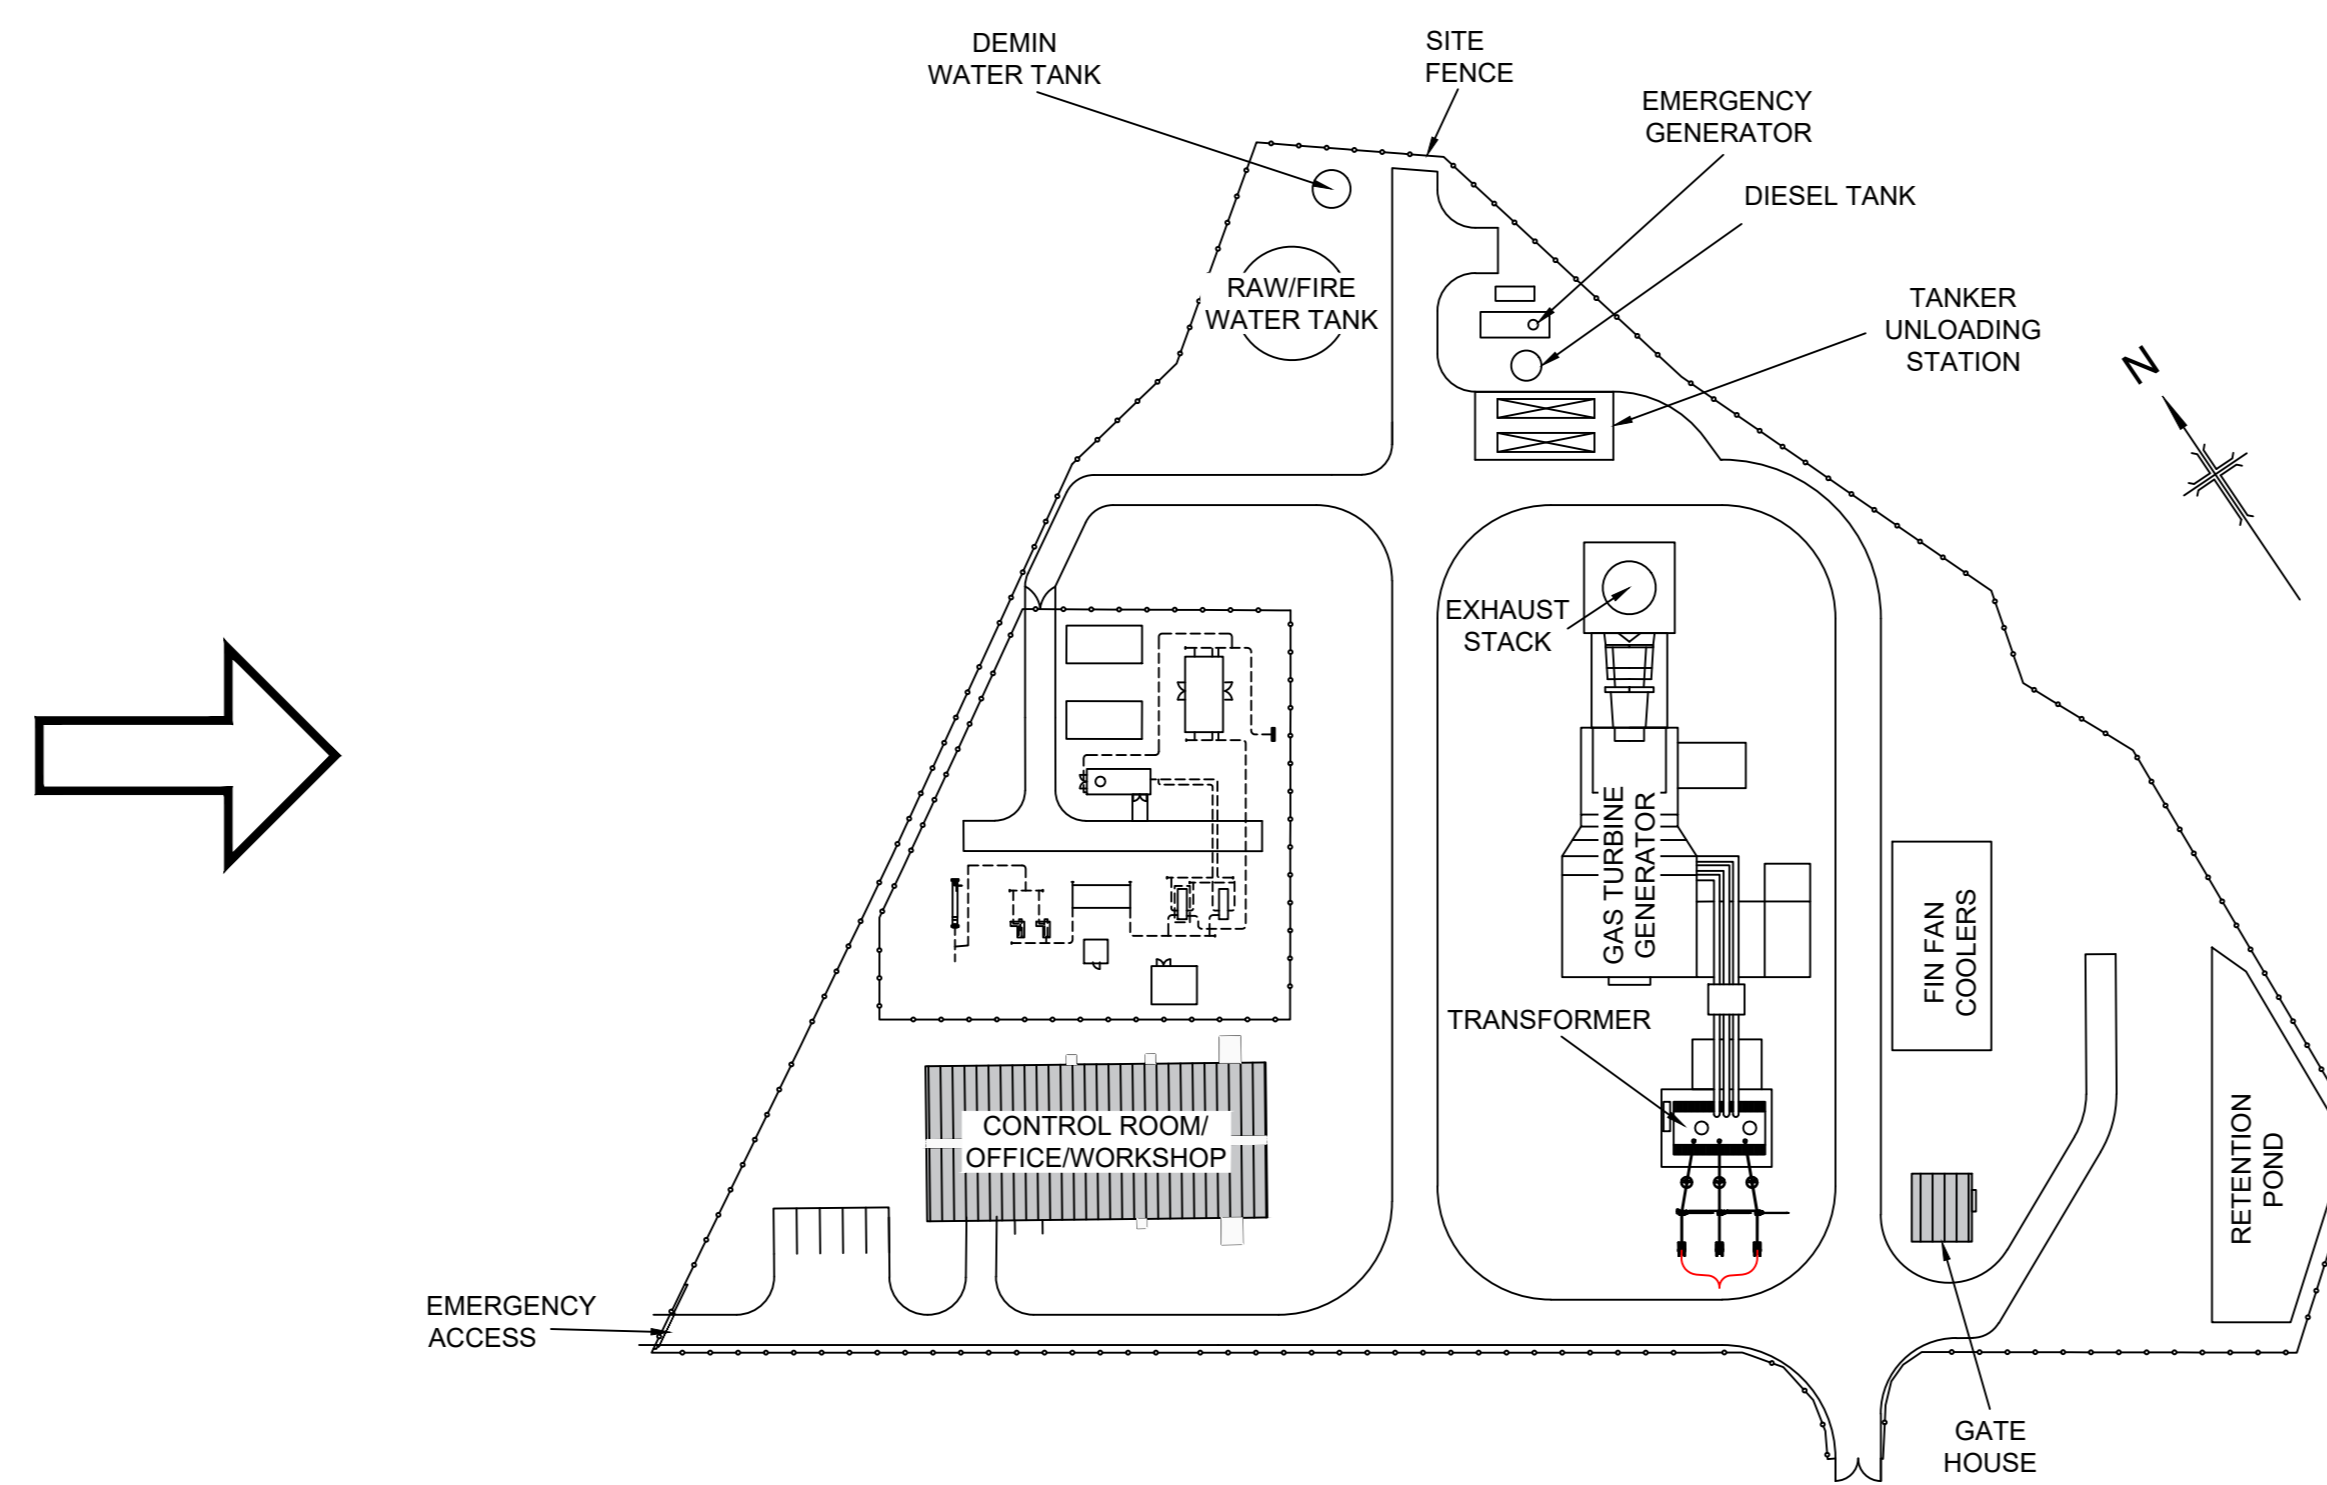 DEMIN
WATER TANK
SITE
FENCE
EMERGENCY
GENERATOR
DIESEL TANK
RAW/FIRE
WATER TANK
TANKER
UNLOADING
STATION
N
EXHAUST
STACK
GAS TURBINE
GENERATOR
FIN FAN
COOLERS
TRANSFORMER
CONTROL ROOM/
OFFICE/WORKSHOP
RETENTION
POND
EMERGENCY
ACCESS
GATE
HOUSE